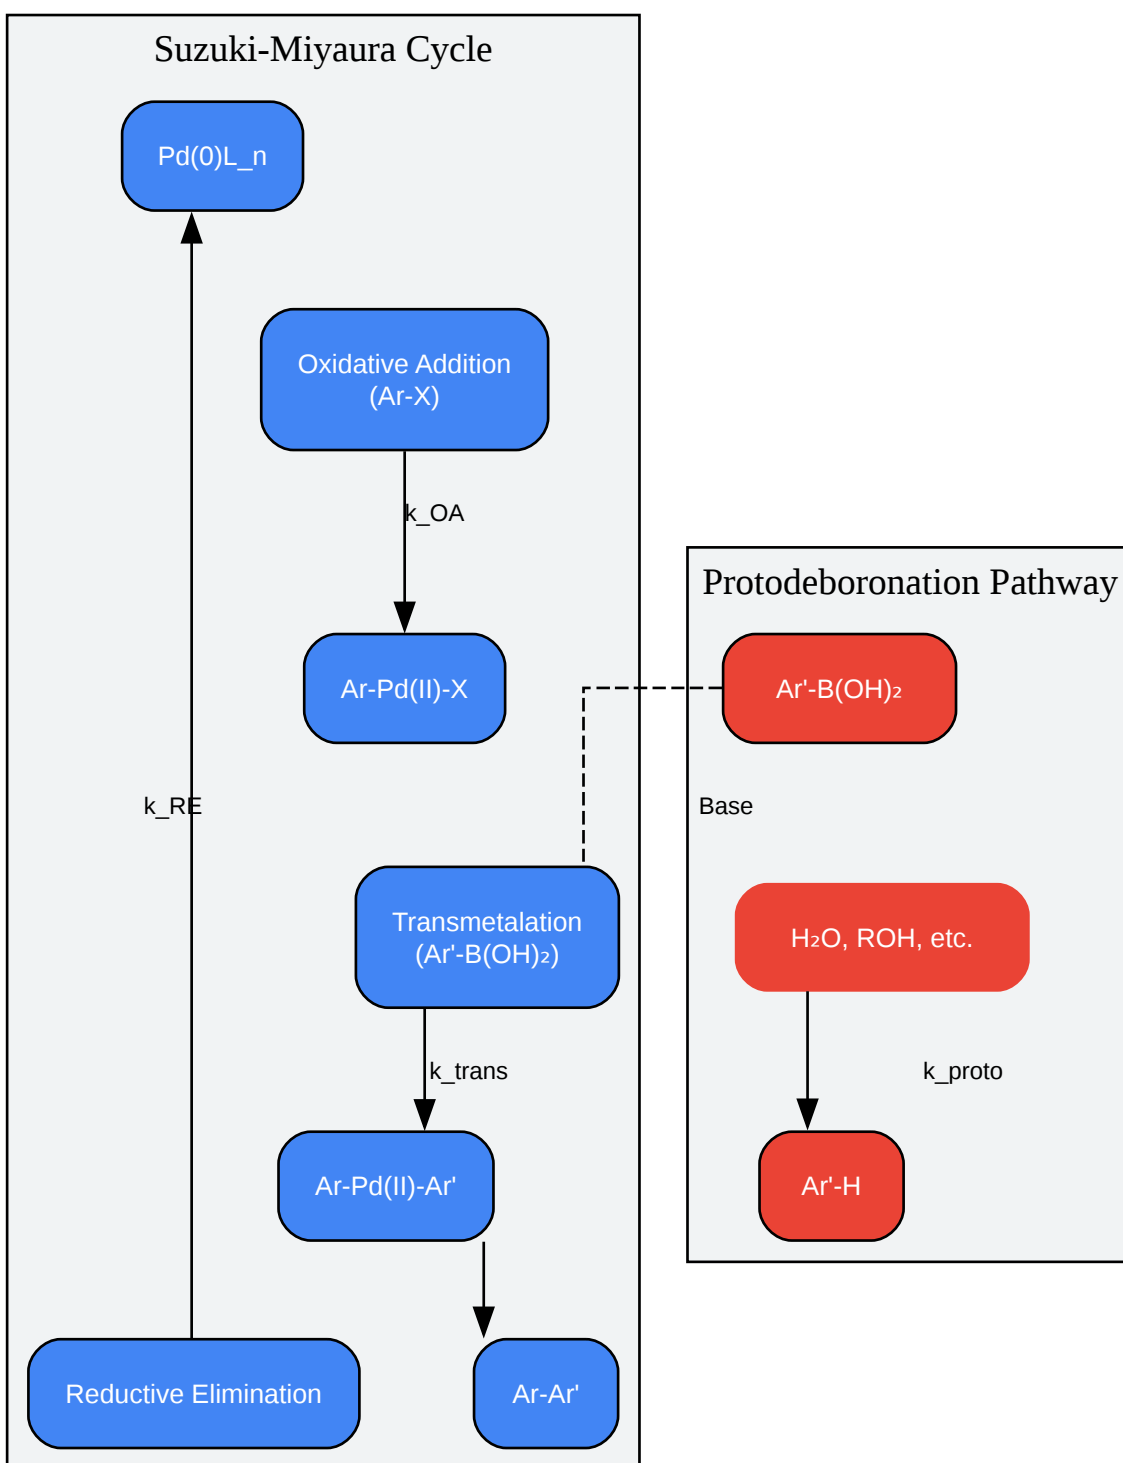 Suzuki-Miyaura Cycle
Pd(0)L_n
Oxidative Addition
(Ar-X)
k_OA
Protodeboronation Pathway
Ar-Pd(II)-X
Ar'-B(OH)₂
k_RE
Base
Transmetalation
(Ar'-B(OH)₂)
H₂O, ROH, etc.
k_trans
k_proto
Ar-Pd(II)-Ar'
Ar'-H
Reductive Elimination
Ar-Ar'